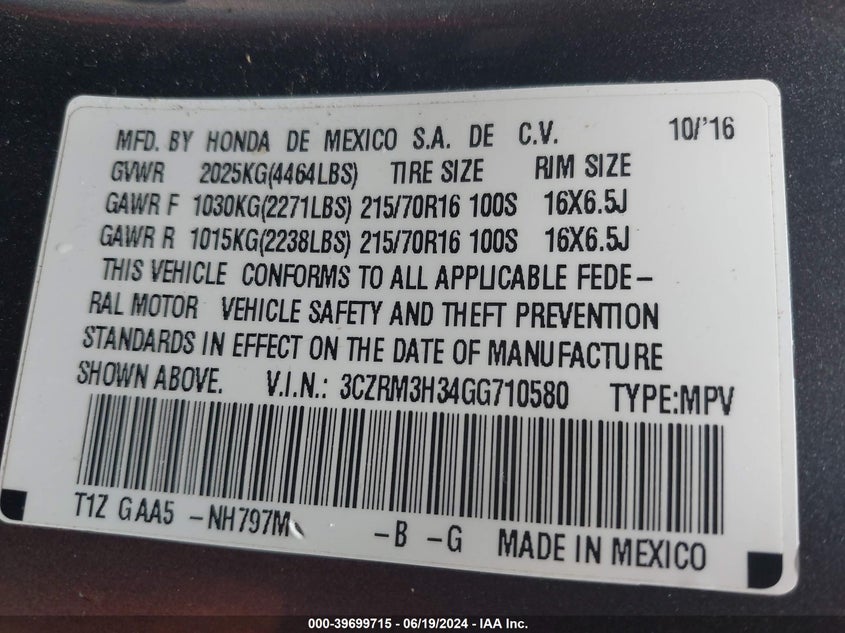 MFD. BY HONDA DE MEXICO S.A. DE C.V. 10/'16
GVWR 2025KG(4464LBS) TIRE SIZE RIM SIZE
GAWR F 1030KG(2271LBS) 215/70R16 100S 16X6.5J
GAWR R 1015KG(2238LBS) 215/70R16 100S 16X6.5J
THIS VEHICLE CONFORMS TO ALL APPLICABLE FEDE-
RAL MOTOR VEHICLE SAFETY AND THEFT PREVENTION
STANDARDS IN EFFECT ON THE DATE OF MANUFACTURE
SHOWN ABOVE. V.I.N.: 3CZRM3H34GG710580 TYPE:MPV
T1Z GAA5 -NH797M -B -G MADE IN MEXICO
000-39699715 - 06/19/2024 - IAA Inc.